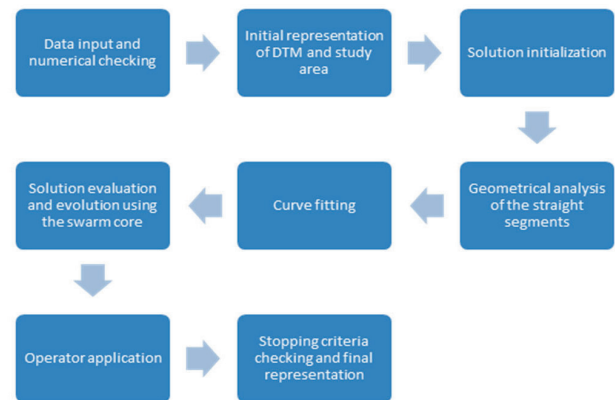 Data input and
numerical checking
Initial representation
of DTM and study
area
Solution initialization
Geometrical analysis
of the straight
segments
Curve fitting
Solution evaluation
and evolution using
the swarm core
Operator application
Stopping criteria
checking and final
representation